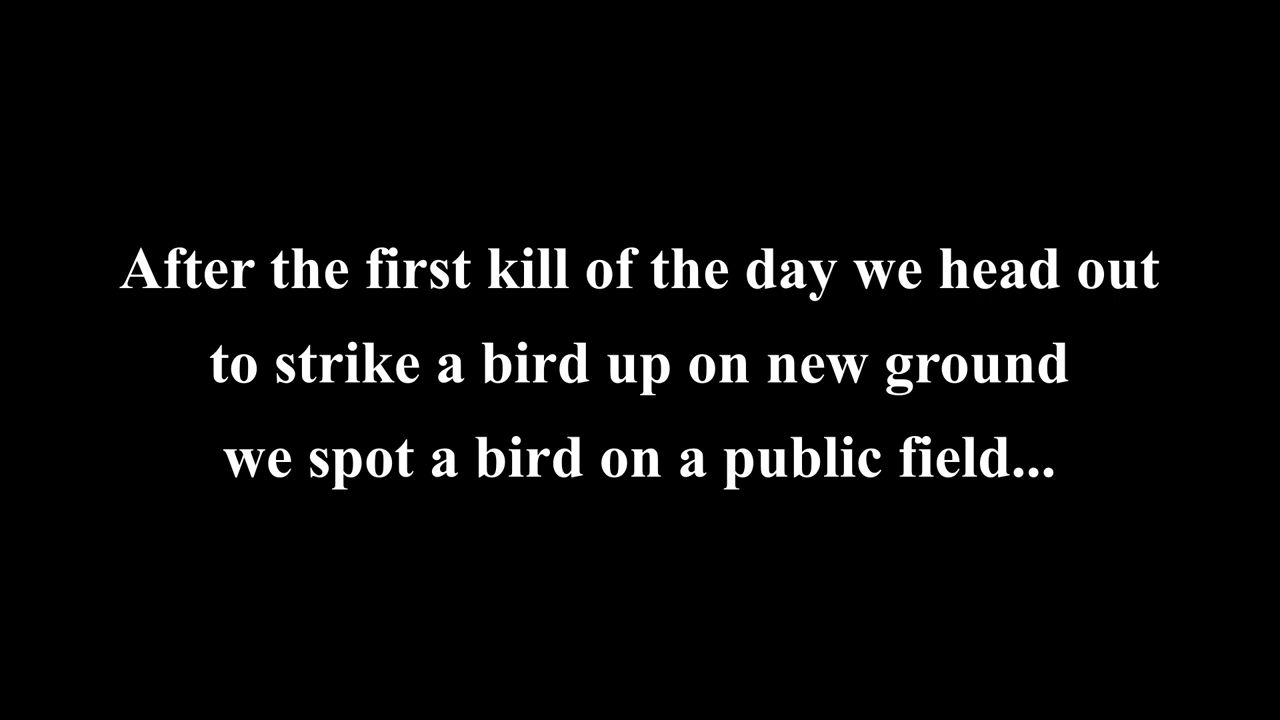 After the first kill of the day we head out
to strike a bird up on new ground
we spot a bird on a public field...